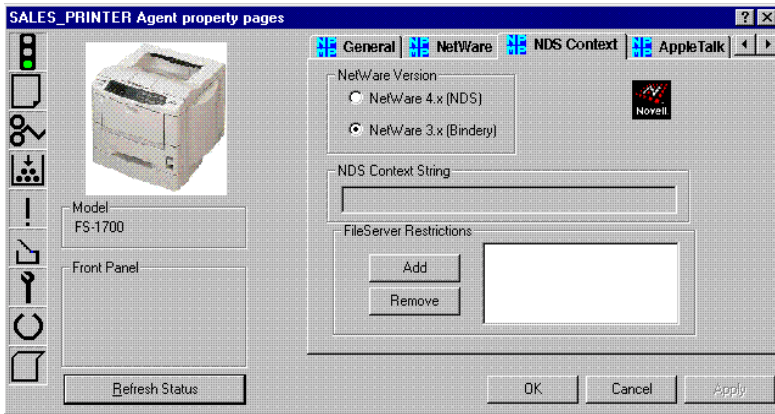 SALES_PRINTER Agent property pages
General
NetWare
NDS Context
AppleTalk
NetWare Version
NetWare 4.x (NDS)
NetWare 3.x (Bindery)
Novell
NDS Context String
Model
FS-1700
FileServer Restrictions
Add
Remove
Front Panel
Refresh Status
OK
Cancel
Apply